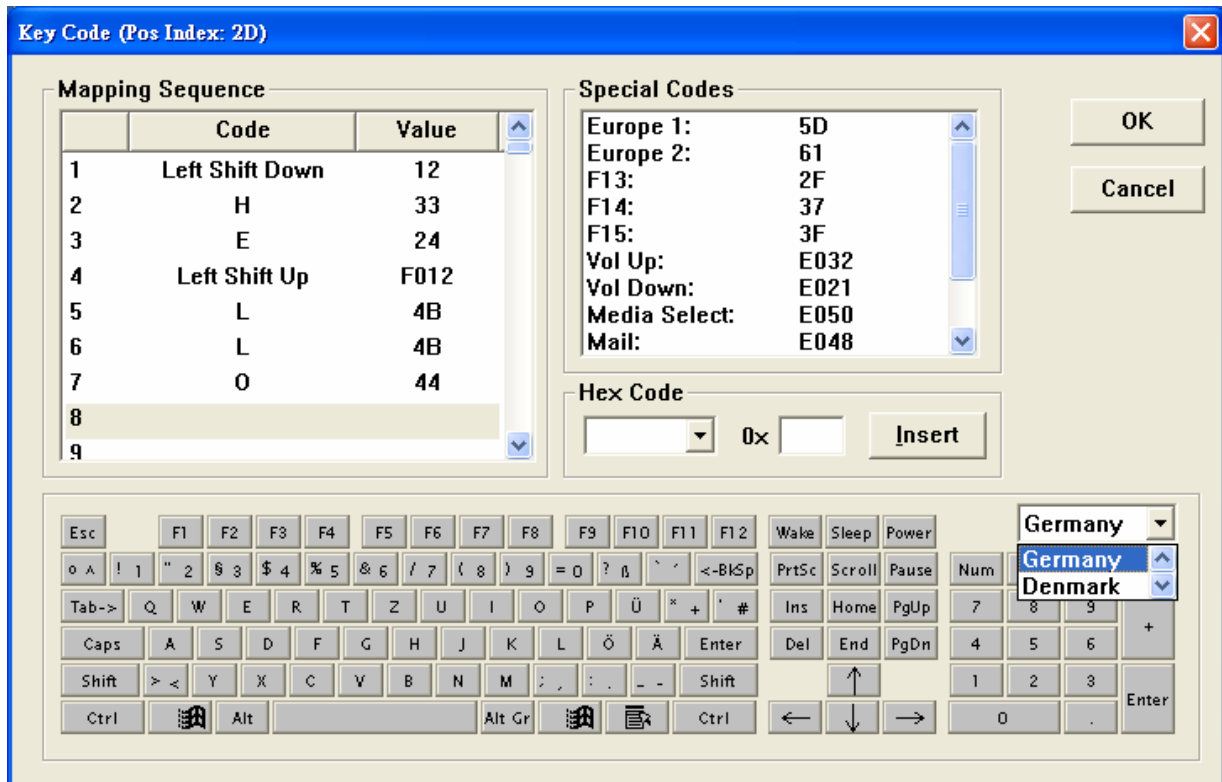 Key Code (Pos Index: 2D)
Mapping Sequence
Code Value
1 Left Shift Down 12
2 H 33
3 E 24
4 Left Shift Up F012
5 L 4B
6 L 4B
7 O 44
8
9
Special Codes
Europe 1: 5D
Europe 2: 61
F13: 2F
F14: 37
F15: 3F
Vol Up: E032
Vol Down: E021
Media Select: E050
Mail: E048
OK
Cancel
Hex Code
0x
Insert
Germany
Germany
Denmark
Esc F1 F2 F3 F4 F5 F6 F7 F8 F9 F10 F11 F12 Wake Sleep Power
o ^ ! 1 " 2 § 3 $ 4 % 5 & 6 / 7 ( 8 ) 9 = 0 ? ß ` ´ <-BkSp PrtSc Scroll Pause Num
Tab-> Q W E R T Z U I O P Ü * + ' # Ins Home PgUp 7 8 9 +
Caps A S D F G H J K L Ö Ä Enter Del End PgDn 4 5 6
Shift > < Y X C V B N M ; , : . _ - Shift ↑ 1 2 3 Enter
Ctrl Alt Alt Gr Ctrl ← ↓ → 0 .